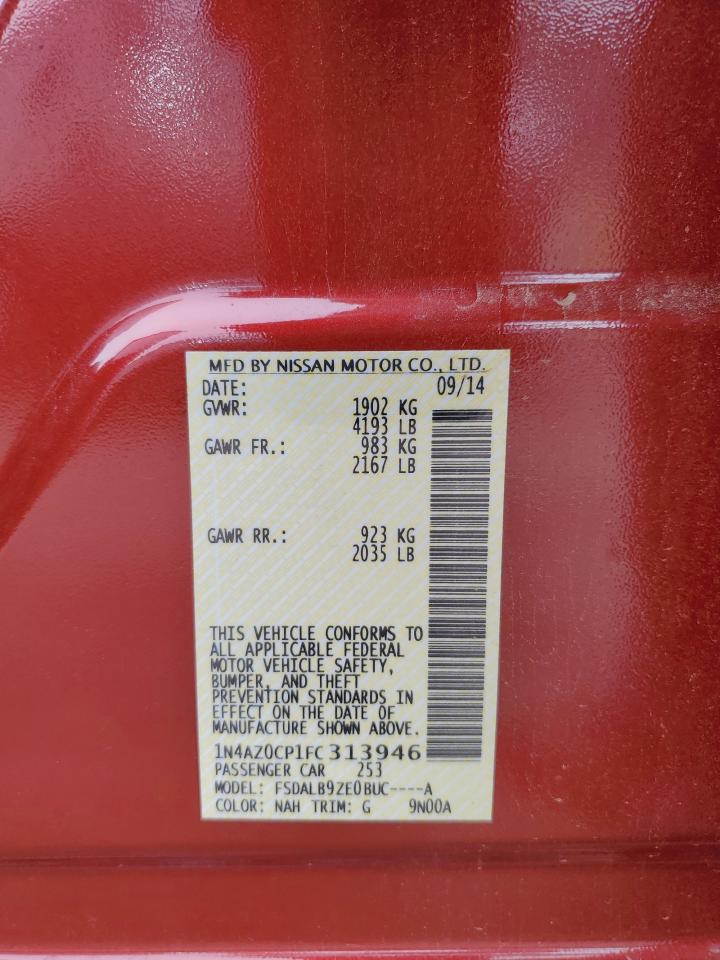 MFD BY NISSAN MOTOR CO., LTD.
DATE: 09/14
GVWR: 1902 KG
4193 LB
GAWR FR.: 983 KG
2167 LB
GAWR RR.: 923 KG
2035 LB
THIS VEHICLE CONFORMS TO
ALL APPLICABLE FEDERAL
MOTOR VEHICLE SAFETY,
BUMPER, AND THEFT
PREVENTION STANDARDS IN
EFFECT ON THE DATE OF
MANUFACTURE SHOWN ABOVE.
1N4AZ0CP1FC313946
PASSENGER CAR 253
MODEL: FSDALB9ZE0BUC----A
COLOR: NAH TRIM: G 9N00A